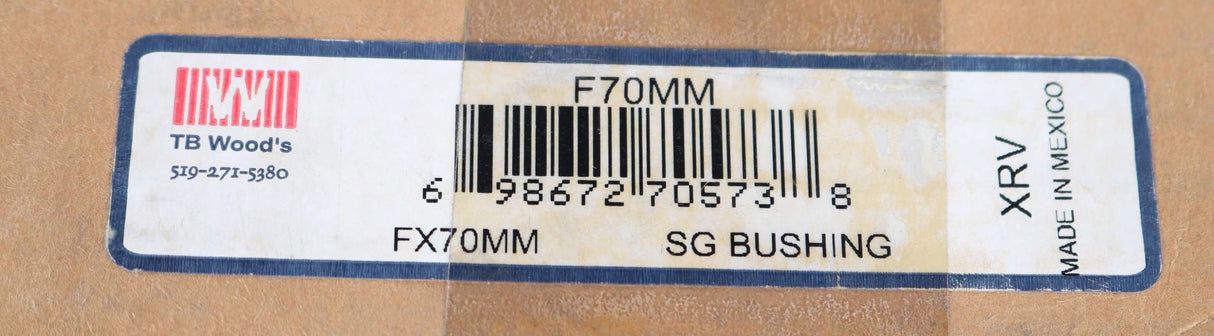 TB Wood's
519-271-5380
F70MM
6 98672 70573 8
FX70MM SG BUSHING
XRV
MADE IN MEXICO